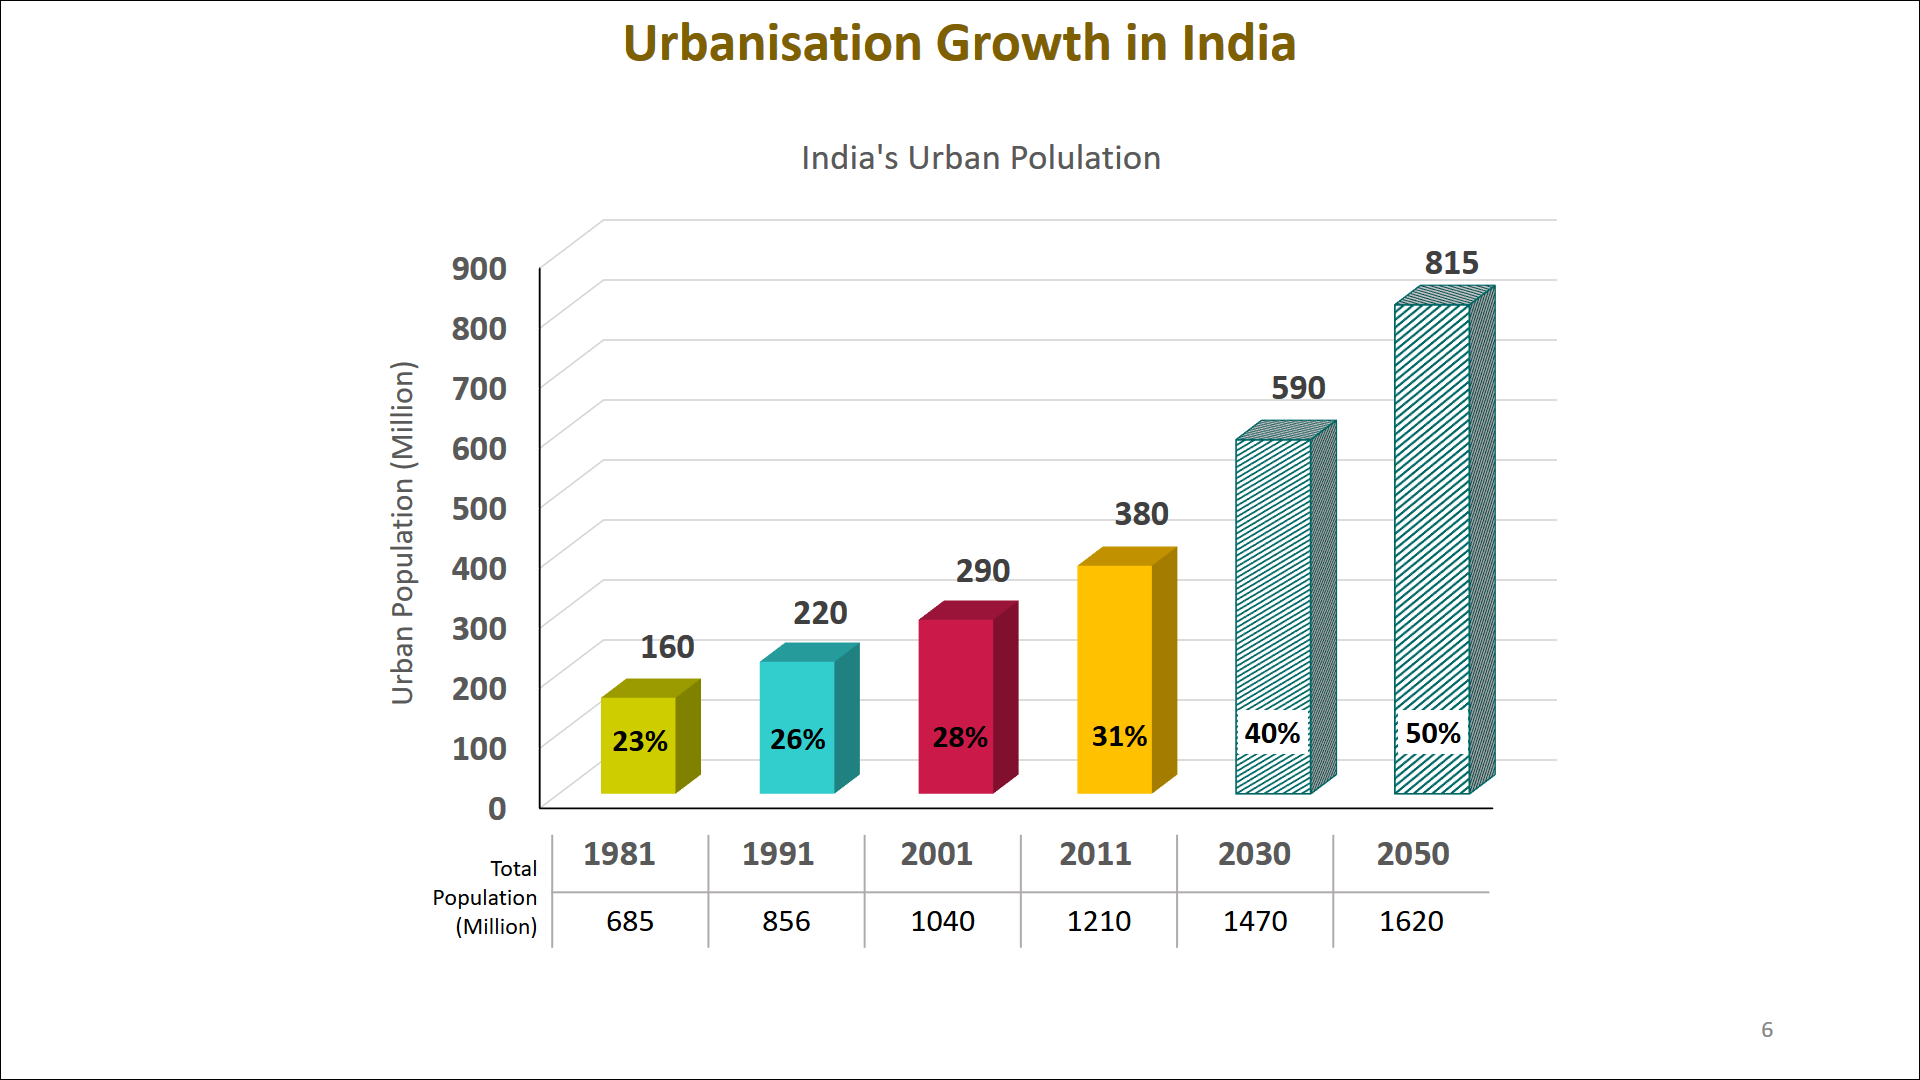 Urbanisation Growth in India
India's Urban Polulation
Urban Population (Million)
900
800
700
600
500
400
300
200
100
0
160
220
290
380
590
815
23%
26%
28%
31%
40%
50%
1981 1991 2001 2011 2030 2050
Total
Population
(Million)
685 856 1040 1210 1470 1620
6